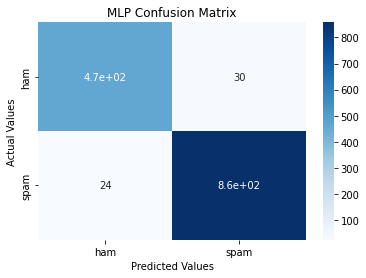 MLP Confusion Matrix
Actual Values
ham
spam
4.7e+02
30
24
8.6e+02
ham
spam
Predicted Values
800
700
600
500
400
300
200
100